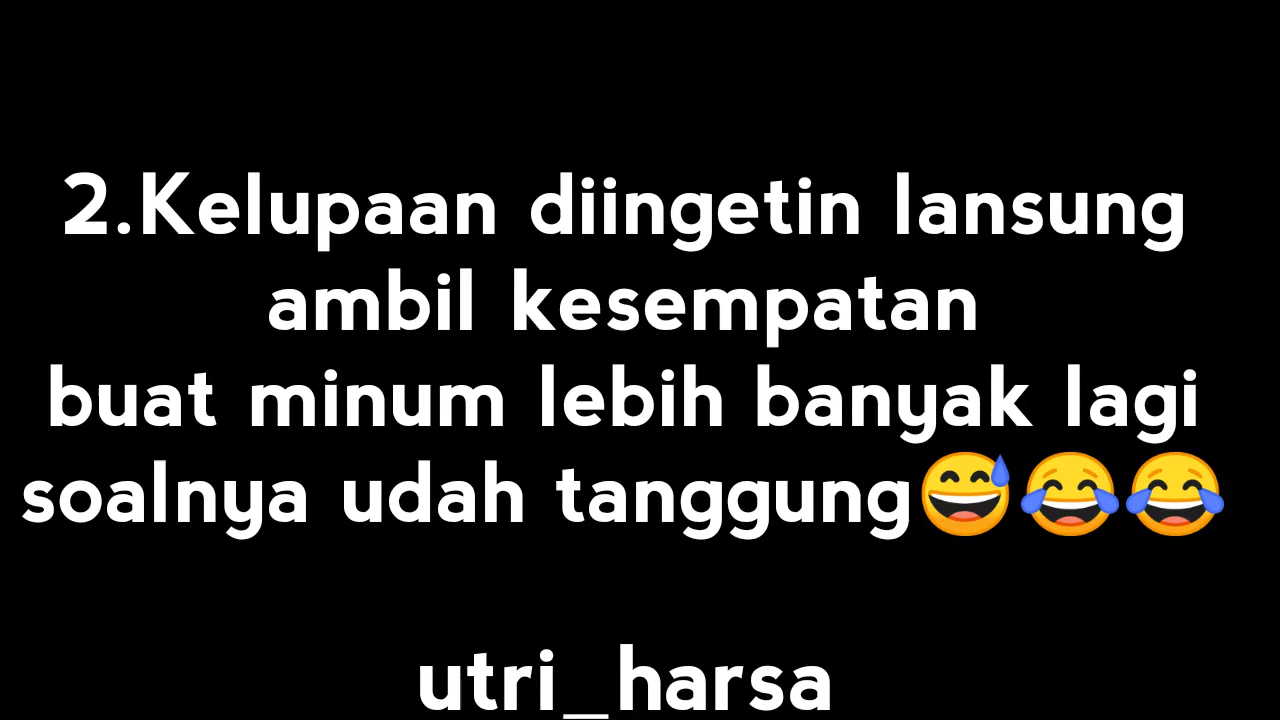 2.Kelupaan diingetin lansung
ambil kesempatan
buat minum lebih banyak lagi
soalnya udah tanggung😅😂😂
utri_harsa